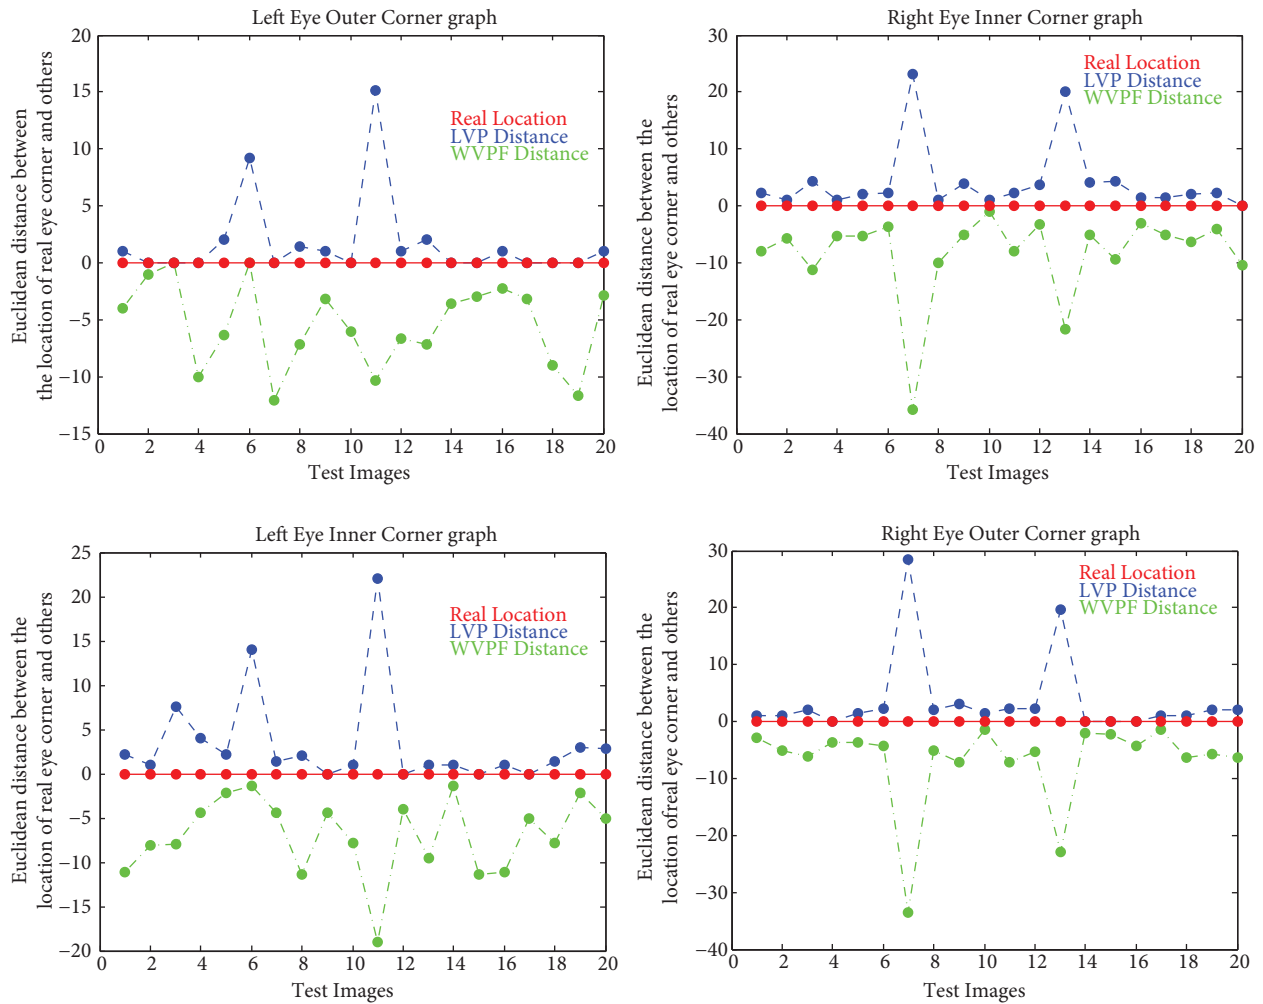 Left Eye Outer Corner graph
20
15
10
5
0
−5
−10
−15
0 2 4 6 8 10 12 14 16 18 20
Test Images
Euclidean distance between
the location of real eye corner and others
Real Location
LVP Distance
WVPF Distance
Right Eye Inner Corner graph
30
20
10
0
−10
−20
−30
−40
0 2 4 6 8 10 12 14 16 18 20
Test Images
Euclidean distance between the
location of real eye corner and others
Real Location
LVP Distance
WVPF Distance
Left Eye Inner Corner graph
25
20
15
10
5
0
−5
−10
−15
−20
0 2 4 6 8 10 12 14 16 18 20
Test Images
Euclidean distance between the
location of real eye corner and others
Real Location
LVP Distance
WVPF Distance
Right Eye Outer Corner graph
30
20
10
0
−10
−20
−30
−40
0 2 4 6 8 10 12 14 16 18 20
Test Images
Euclidean distance between the
location ofreal eye corner and others
Real Location
LVP Distance
WVPF Distance